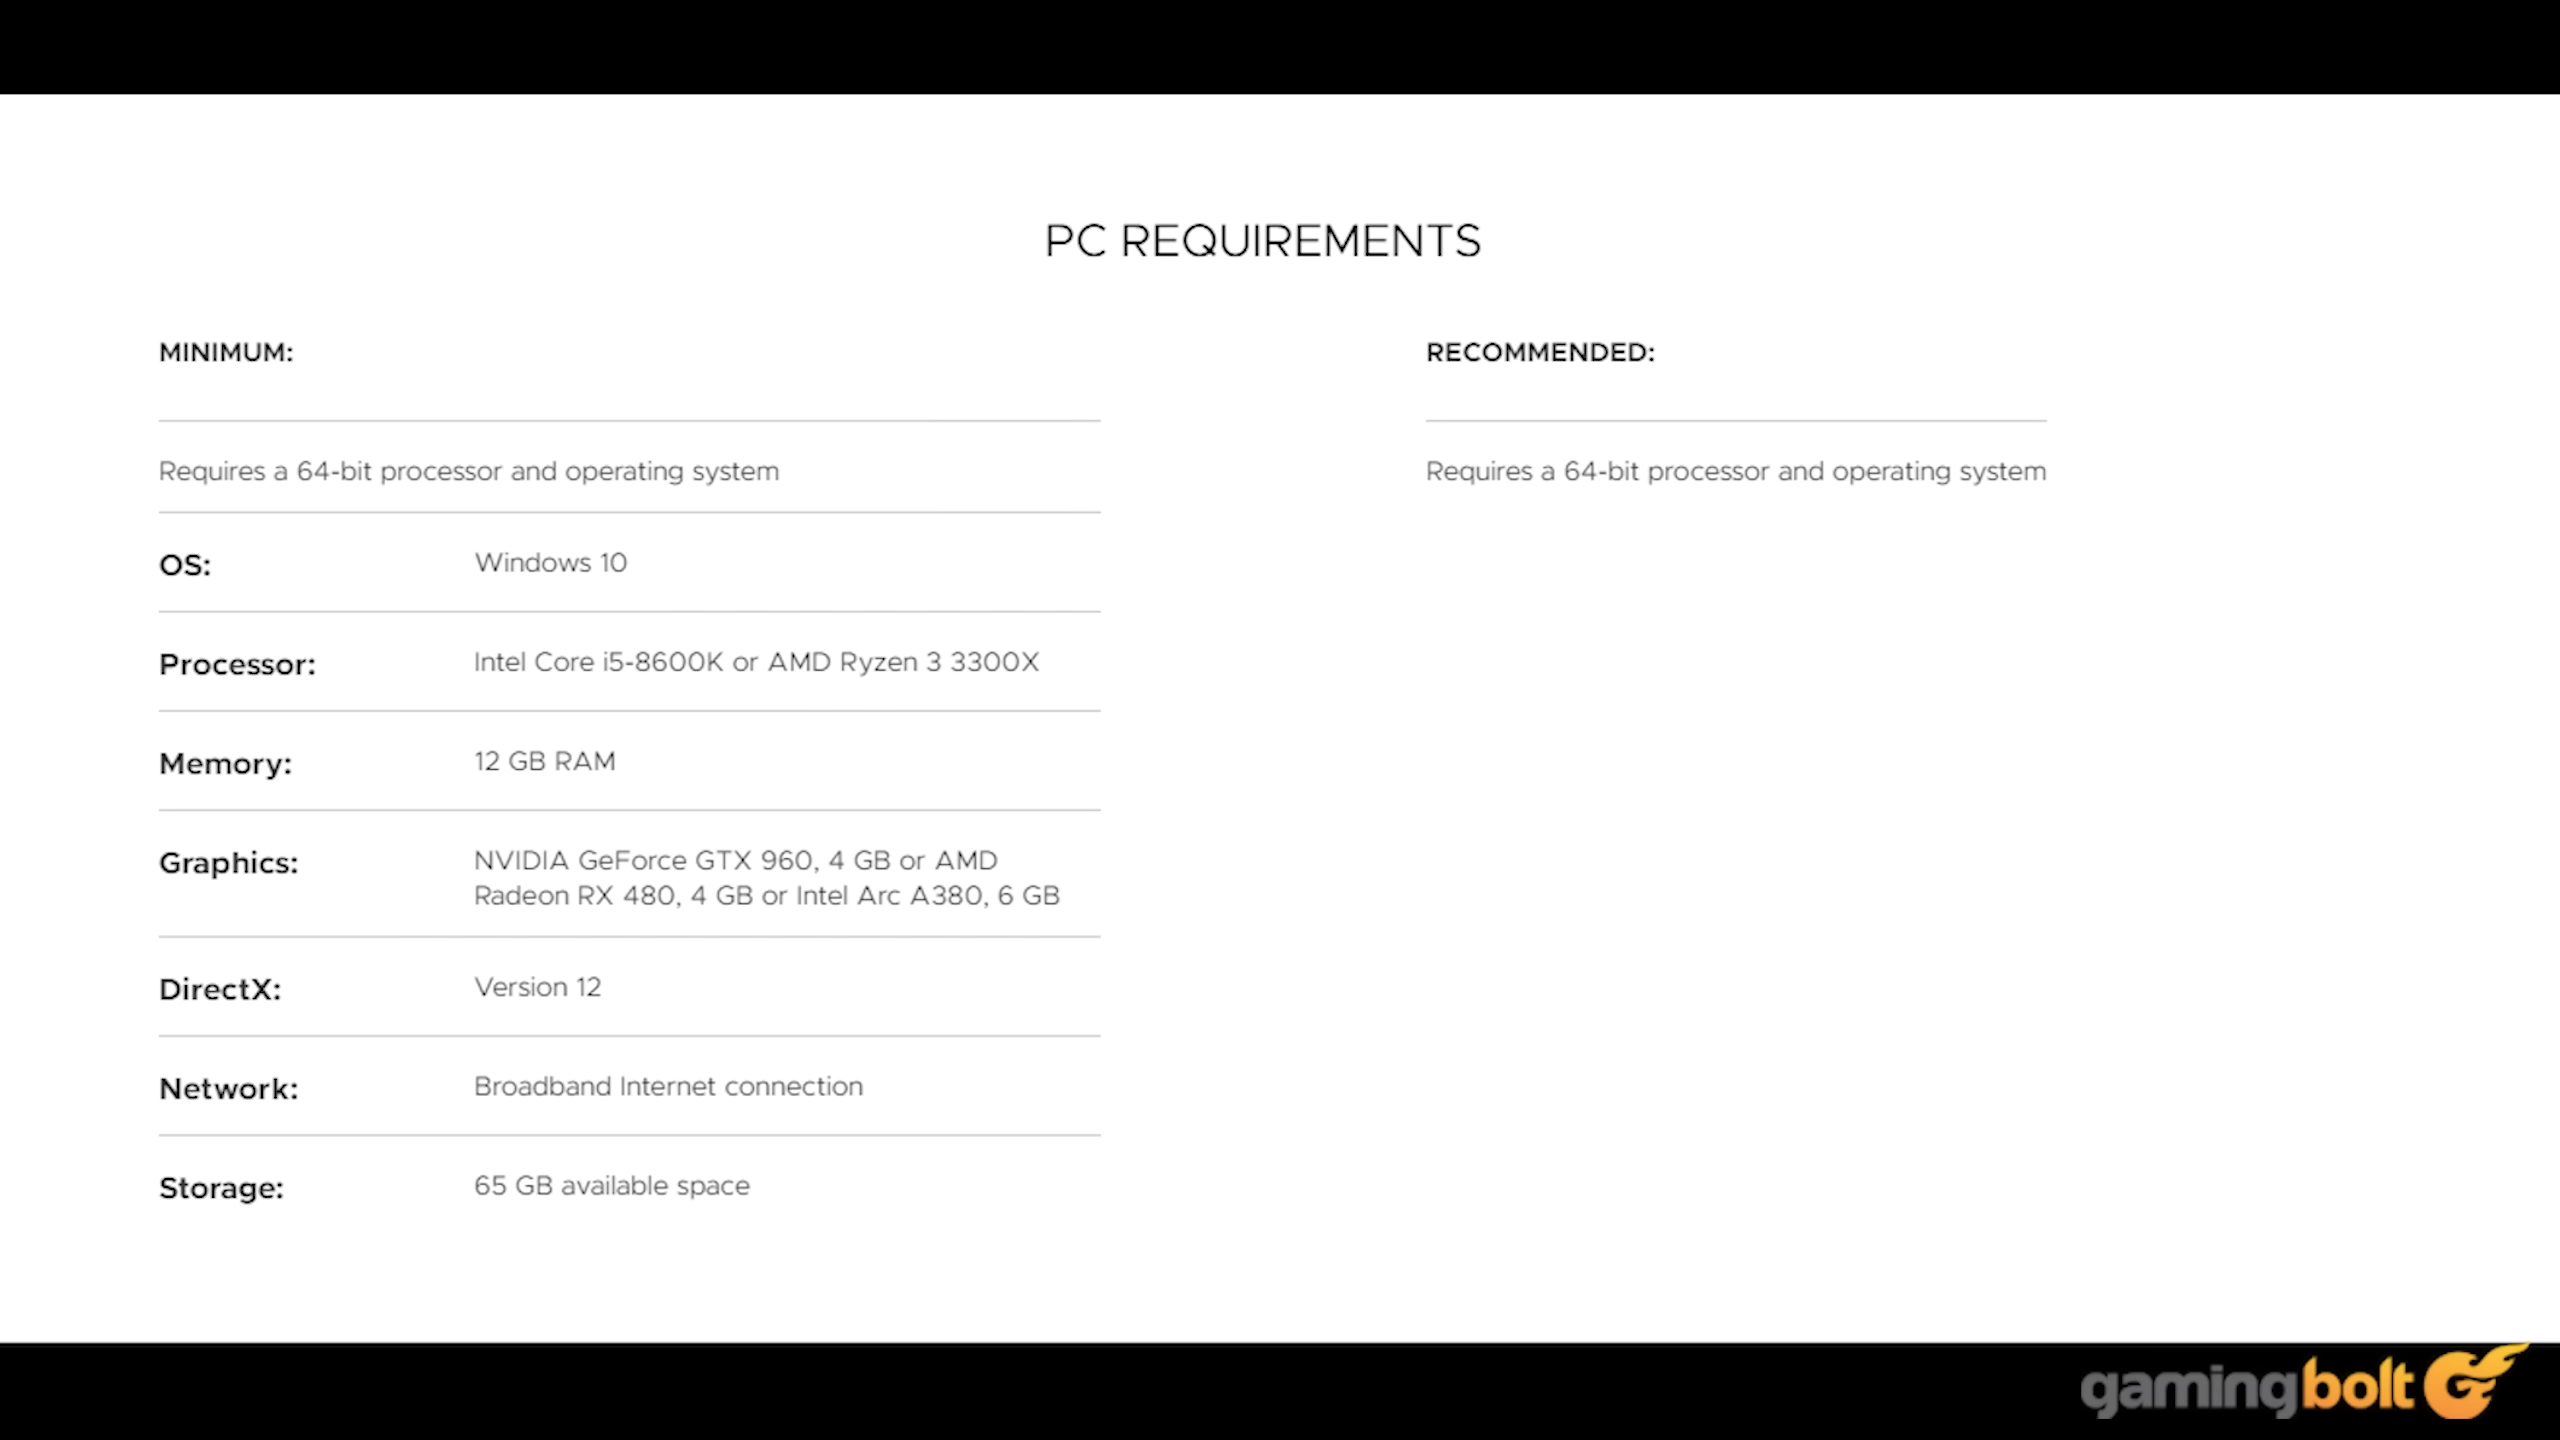 PC REQUIREMENTS
MINIMUM:
Requires a 64-bit processor and operating system
OS: Windows 10
Processor: Intel Core i5-8600K or AMD Ryzen 3 3300X
Memory: 12 GB RAM
Graphics: NVIDIA GeForce GTX 960, 4 GB or AMD
Radeon RX 480, 4 GB or Intel Arc A380, 6 GB
DirectX: Version 12
Network: Broadband Internet connection
Storage: 65 GB available space
RECOMMENDED:
Requires a 64-bit processor and operating system
gamingbolt